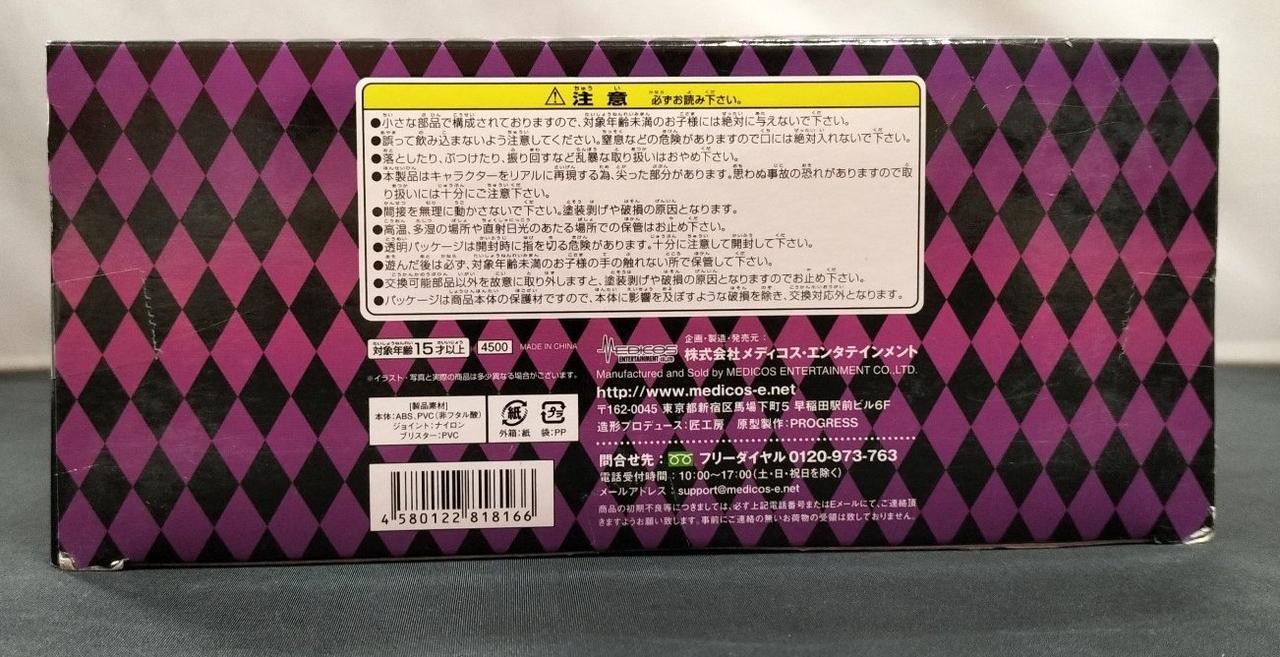 ⚠ 注意 必ずお読み下さい。
●小さな部品で構成されておりますので、対象年齢未満のお子様には絶対に与えないで下さい。
●誤って飲み込まないよう注意してください。窒息などの危険がありますので口には絶対入れないで下さい。
●落としたり、ぶつけたり、振り回すなど乱暴な取り扱いはおやめ下さい。
●本製品はキャラクターをリアルに再現する為、尖った部分があります。思わぬ事故の恐れがありますので取
り扱いには十分にご注意下さい。
●間接を無理に動かさないで下さい。塗装剥げや破損の原因となります。
●高温、多湿の場所や直射日光のあたる場所での保管はお止め下さい。
●透明パッケージは開封時に指を切る危険があります。十分に注意して開封して下さい。
●遊んだ後は必ず、対象年齢未満のお子様の手の触れない所で保管して下さい。
●交換可能部品以外を故意に取り外しますと、塗装剥げや破損の原因となりますのでお止め下さい。
●パッケージは商品本体の保護材ですので、本体に影響を及ぼすような破損を除き、交換対応外となります。
対象年齢15才以上 4500 MADE IN CHINA
※イラスト・写真と実際の商品は多少異なる場合がございます。
[製品素材]
本体:ABS、PVC(非フタル酸)
ジョイント:ナイロン
ブリスター:PVC
紙 プラ
外箱:紙 袋:PP
4 580122 818166
MEDICOS
ENTERTAINMENT CO.,LTD
企画・製造・発売元:
株式会社メディコス・エンタテインメント
Manufactured and Sold by MEDICOS ENTERTAINMENT CO.,LTD.
http://www.medicos-e.net
〒162-0045 東京都新宿区馬場下町5 早稲田駅前ビル6F
造形プロデュース:匠工房 原型製作:PROGRESS
問合せ先: フリーダイヤル 0120-973-763
電話受付時間:10:00〜17:00(土・日・祝日を除く)
メールアドレス:support@medicos-e.net
商品の初期不良等につきましては、必ず上記電話番号またはEメールにて、ご連絡頂
きますようお願い致します。事前にご連絡の無いお荷物の受領は致しておりません。